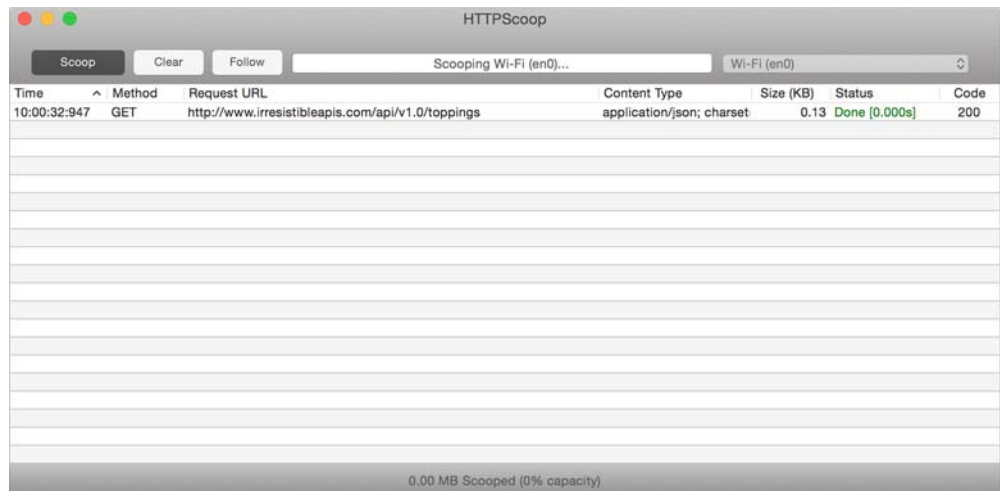 HTTPScoop
Scoop Clear Follow Scooping Wi-Fi (en0)... Wi-Fi (en0)
Time Method Request URL Content Type Size (KB) Status Code
10:00:32:947 GET http://www.irresistibleapis.com/api/v1.0/toppings application/json; charset 0.13 Done [0.000s] 200
0.00 MB Scooped (0% capacity)